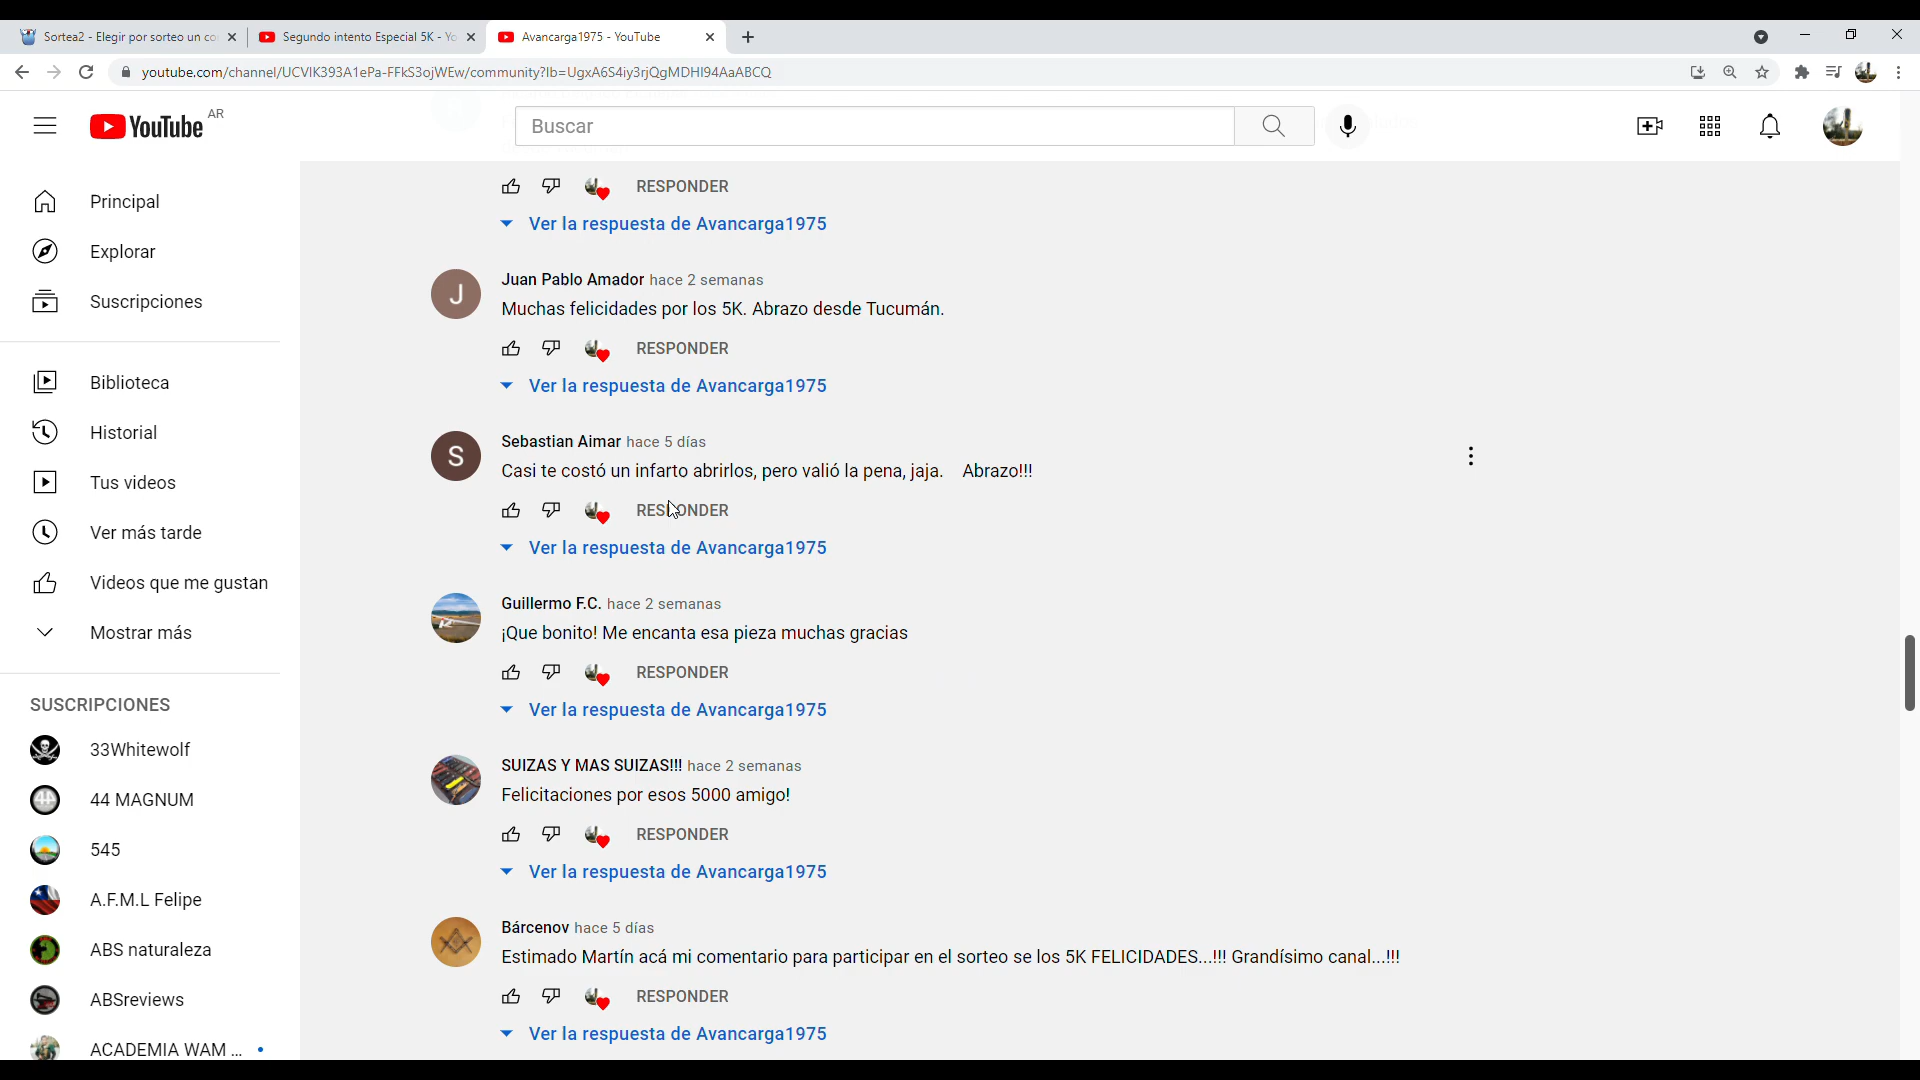 Sortea2 - Elegir por sorteo un co
Segundo intento Especial 5K - Yo
Avancarga1975 - YouTube
youtube.com/channel/UCVIK393A1ePa-FFkS3ojWEw/community?lb=UgxA6S4iy3rjQgMDHI94AaABCQ
YouTube AR
Buscar
Principal
Explorar
Suscripciones
Biblioteca
Historial
Tus videos
Ver más tarde
Videos que me gustan
Mostrar más
SUSCRIPCIONES
33Whitewolf
44 MAGNUM
545
A.F.M.L Felipe
ABS naturaleza
ABSreviews
ACADEMIA WAM ...
RESPONDER
Ver la respuesta de Avancarga1975
J
Juan Pablo Amador hace 2 semanas
Muchas felicidades por los 5K. Abrazo desde Tucumán.
RESPONDER
Ver la respuesta de Avancarga1975
S
Sebastian Aimar hace 5 días
Casi te costó un infarto abrirlos, pero valió la pena, jaja. Abrazo!!!
RESPONDER
Ver la respuesta de Avancarga1975
Guillermo F.C. hace 2 semanas
¡Que bonito! Me encanta esa pieza muchas gracias
RESPONDER
Ver la respuesta de Avancarga1975
SUIZAS Y MAS SUIZAS!!! hace 2 semanas
Felicitaciones por esos 5000 amigo!
RESPONDER
Ver la respuesta de Avancarga1975
Bárcenov hace 5 días
Estimado Martín acá mi comentario para participar en el sorteo se los 5K FELICIDADES...!!! Grandísimo canal...!!!
RESPONDER
Ver la respuesta de Avancarga1975